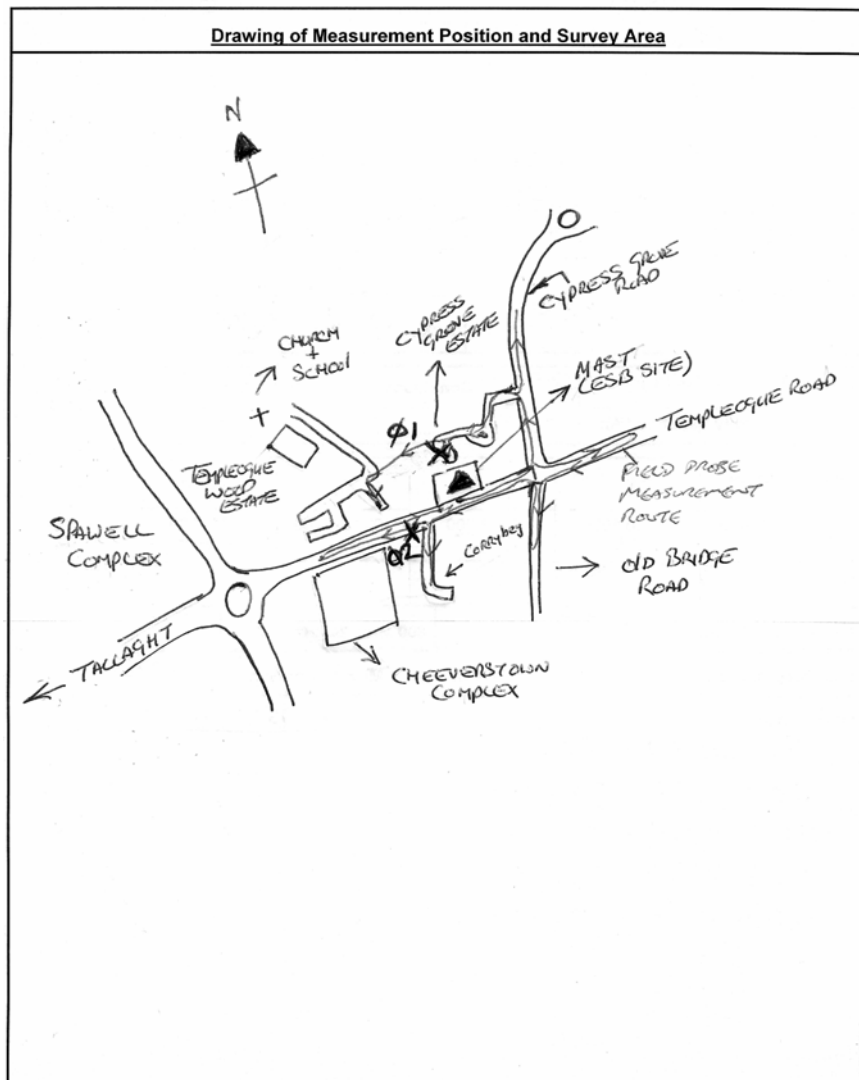 Drawing of Measurement Position and Survey Area
N
CYPRESS GROVE
ROAD
CYPRESS
GROVE
ESTATE
CHURCH
+
SCHOOL
MAST
(ESB SITE)
TEMPLEOGUE ROAD
Ø1
TEMPLEOGUE
WOOD
ESTATE
FIELD PROBE
MEASUREMENT
ROUTE
SPAWELL
COMPLEX
Ø2
Corrybeg
OLD BRIDGE
ROAD
TALLAGHT
CHEEVERSTOWN
COMPLEX